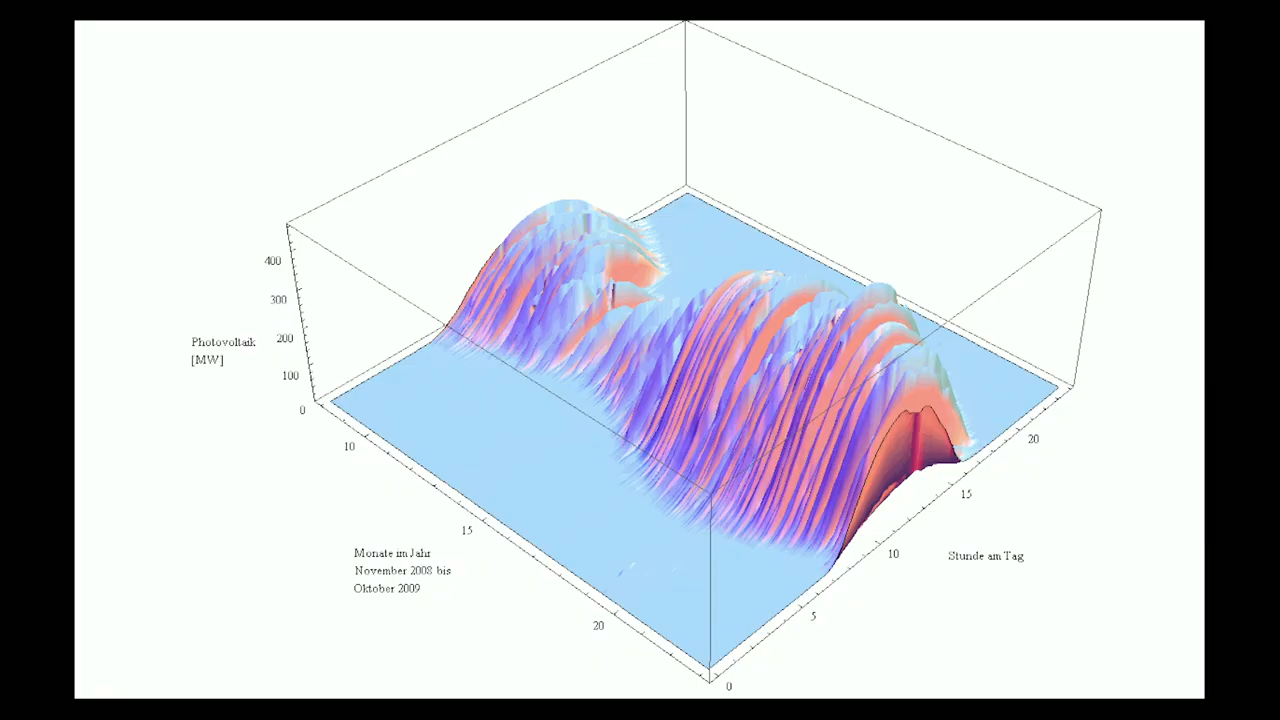 400
300
200
100
0
Photovoltaik
[MW]
10
15
20
Monate im Jahr
November 2008 bis
Oktober 2009
0
5
10
15
20
Stunde am Tag